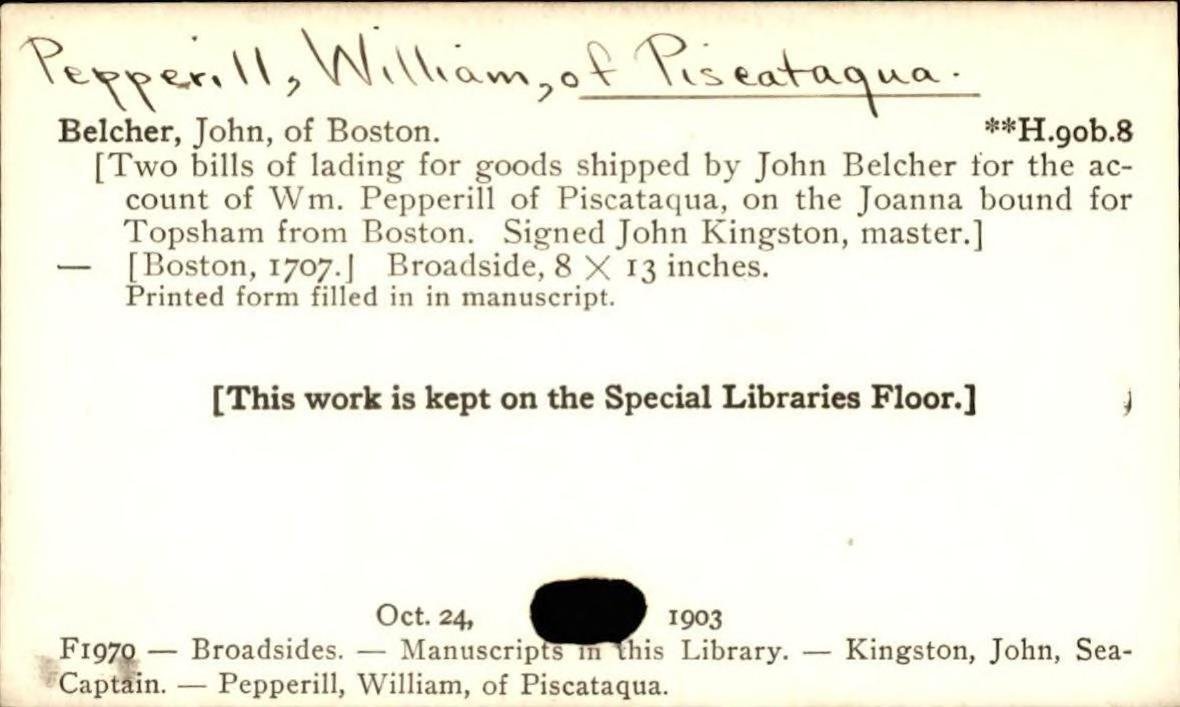 Pepperill, William, of Piscataqua.
Belcher, John, of Boston. **H.90b.8
[Two bills of lading for goods shipped by John Belcher for the ac-
count of Wm. Pepperill of Piscataqua, on the Joanna bound for
Topsham from Boston. Signed John Kingston, master.]
— [Boston, 1707.] Broadside, 8 × 13 inches.
Printed form filled in in manuscript.
[This work is kept on the Special Libraries Floor.]
Oct. 24, 1903
F1970 — Broadsides. — Manuscripts in this Library. — Kingston, John, Sea-
Captain. — Pepperill, William, of Piscataqua.